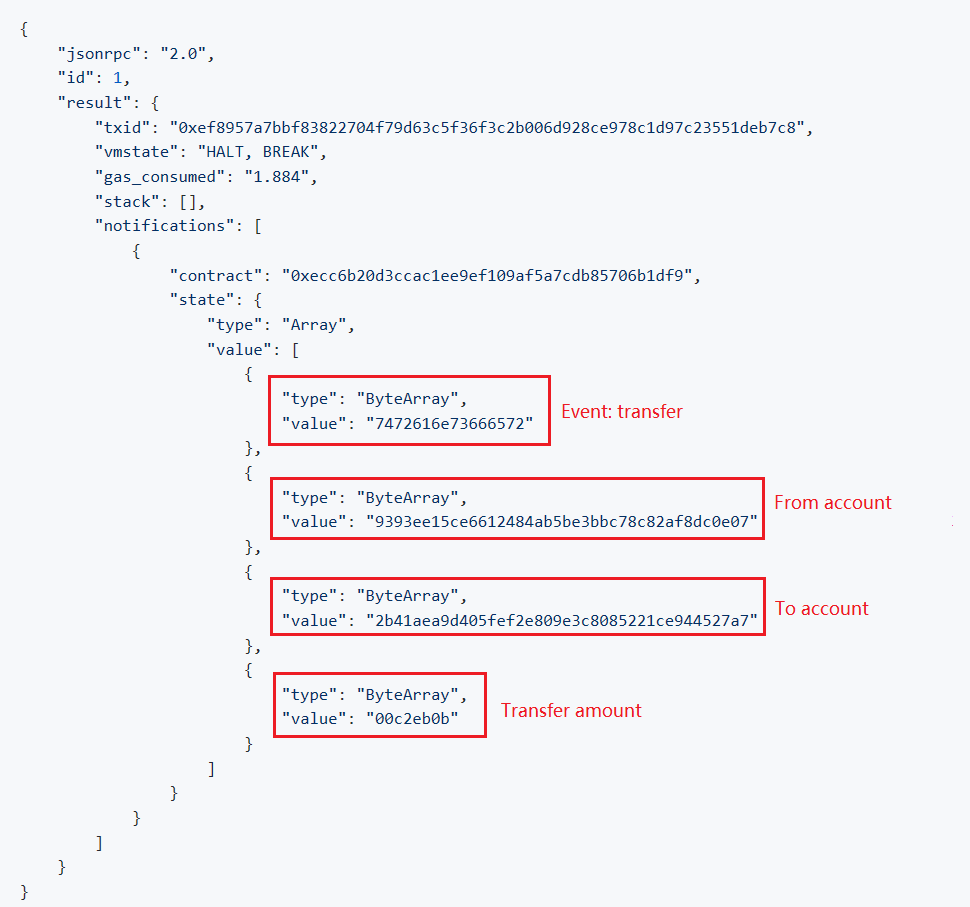 {
"jsonrpc": "2.0",
"id": 1,
"result": {
"txid": "0xef8957a7bbf83822704f79d63c5f36f3c2b006d928ce978c1d97c23551deb7c8",
"vmstate": "HALT, BREAK",
"gas_consumed": "1.884",
"stack": [],
"notifications": [
{
"contract": "0xecc6b20d3ccac1ee9ef109af5a7cdb85706b1df9",
"state": {
"type": "Array",
"value": [
{
"type": "ByteArray",
"value": "7472616e73666572"
Event: transfer
},
{
"type": "ByteArray",
"value": "9393ee15ce6612484ab5be3bbc78c82af8dc0e07"
From account
},
{
"type": "ByteArray",
"value": "2b41aea9d405fef2e809e3c8085221ce944527a7"
To account
},
{
"type": "ByteArray",
"value": "00c2eb0b"
Transfer amount
}
]
}
}
]
}
}